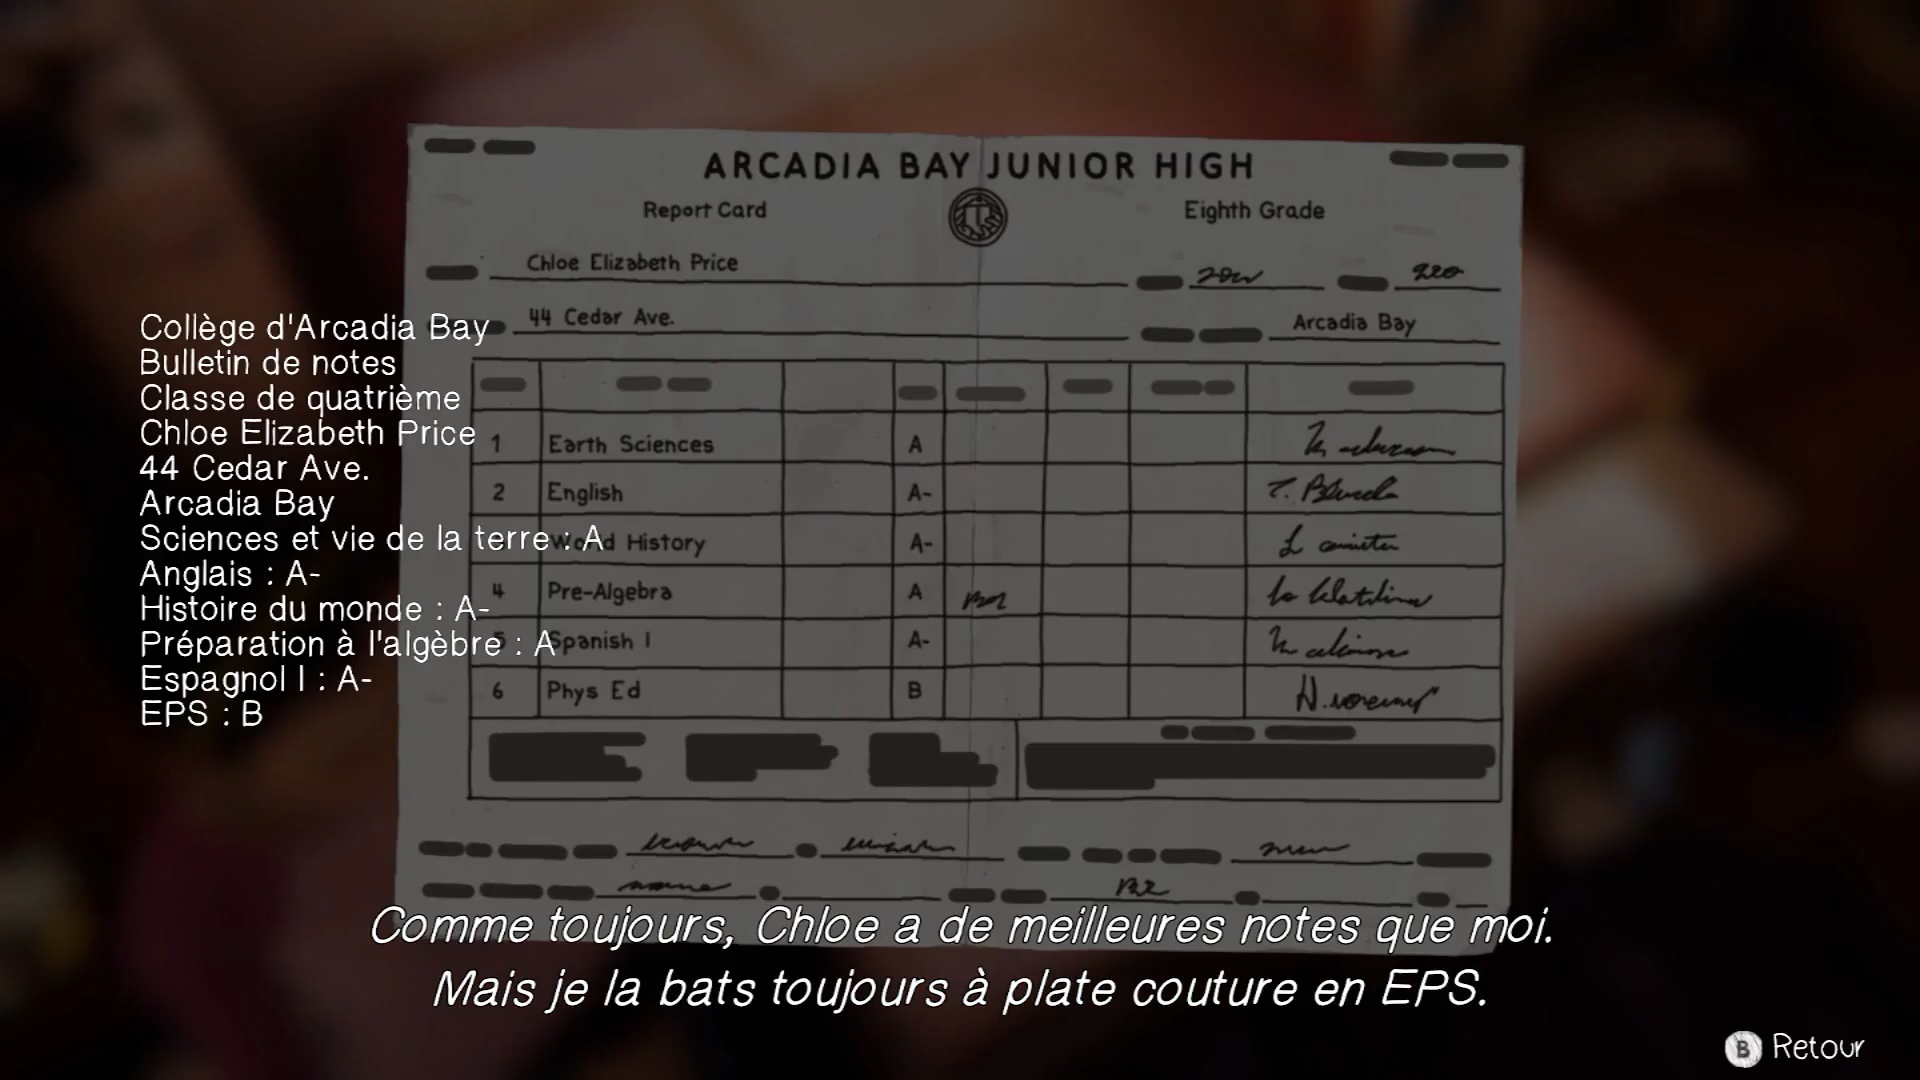 ARCADIA BAY JUNIOR HIGH
Report Card
Eighth Grade
Chloe Elizabeth Price
44 Cedar Ave.
Arcadia Bay
1 Earth Sciences A
2 English A-
World History A-
4 Pre-Algebra A
5 Spanish I A-
6 Phys Ed B
Collège d'Arcadia Bay
Bulletin de notes
Classe de quatrième
Chloe Elizabeth Price
44 Cedar Ave.
Arcadia Bay
Sciences et vie de la terre : A
Anglais : A-
Histoire du monde : A-
Préparation à l'algèbre : A
Espagnol I : A-
EPS : B
Comme toujours, Chloe a de meilleures notes que moi.
Mais je la bats toujours à plate couture en EPS.
B Retour